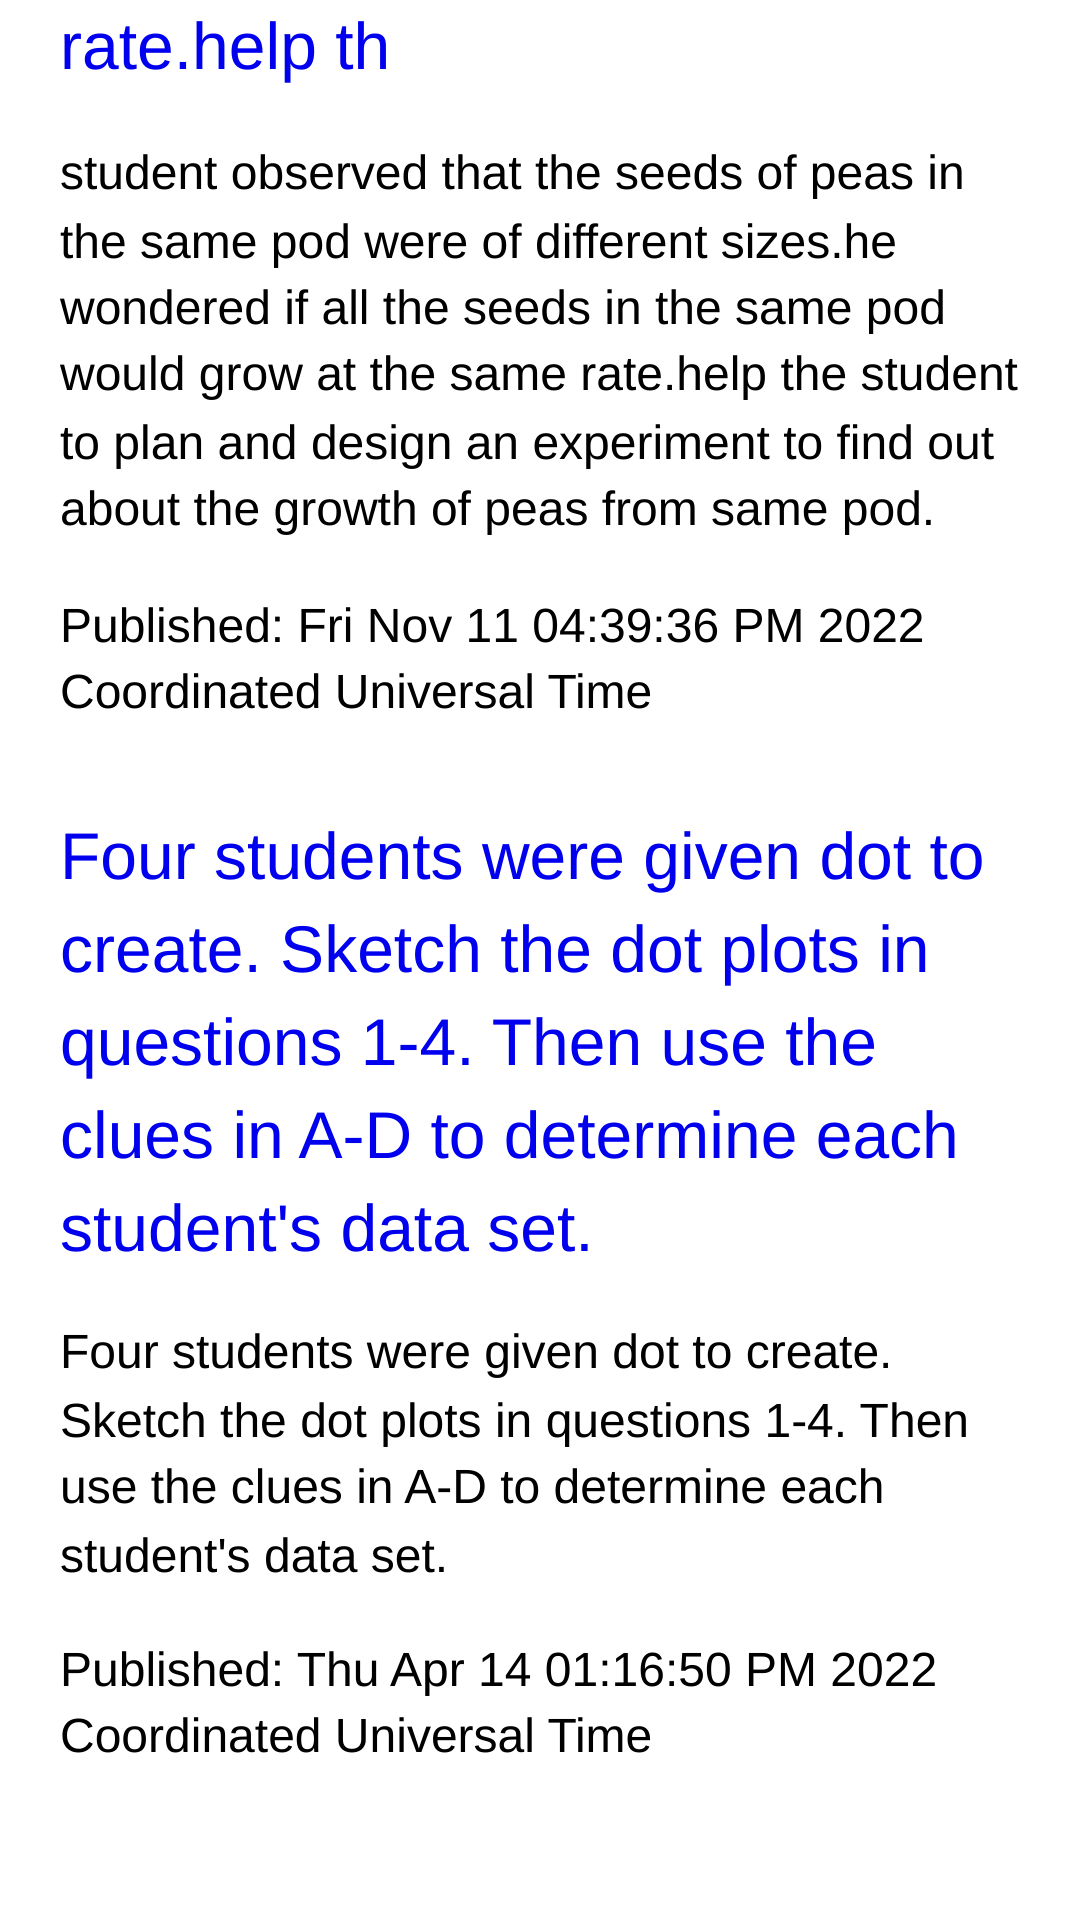 rate.help th
student observed that the seeds of peas in
the same pod were of different sizes.he
wondered if all the seeds in the same pod
would grow at the same rate.help the student
to plan and design an experiment to find out
about the growth of peas from same pod.
Published: Fri Nov 11 04:39:36 PM 2022
Coordinated Universal Time
Four students were given dot to
create. Sketch the dot plots in
questions 1-4. Then use the
clues in A-D to determine each
student's data set.
Four students were given dot to create.
Sketch the dot plots in questions 1-4. Then
use the clues in A-D to determine each
student's data set.
Published: Thu Apr 14 01:16:50 PM 2022
Coordinated Universal Time